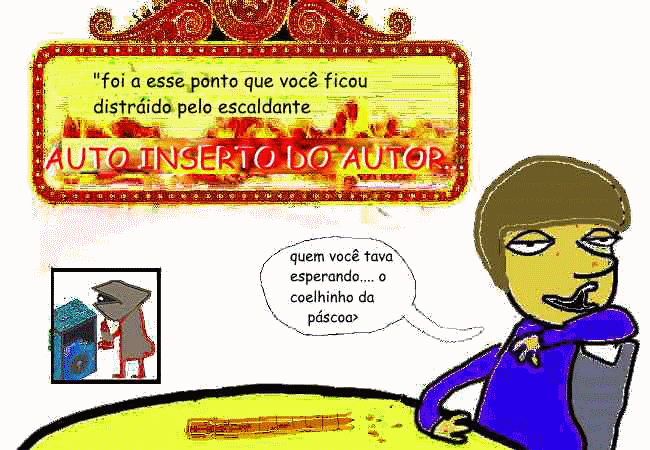 "foi a esse ponto que você ficou
distráido pelo escaldante
AUTO INSERTO DO AUTOR.
quem você tava
esperando.... o
coelhinho da
páscoa>